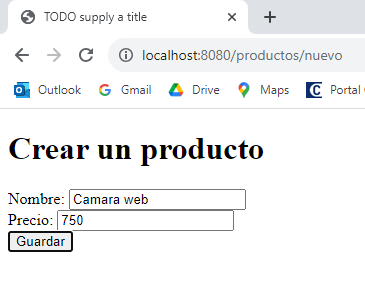 TODO supply a title
localhost:8080/productos/nuevo
Outlook Gmail Drive Maps Portal
Crear un producto
Nombre: Camara web
Precio: 750
Guardar